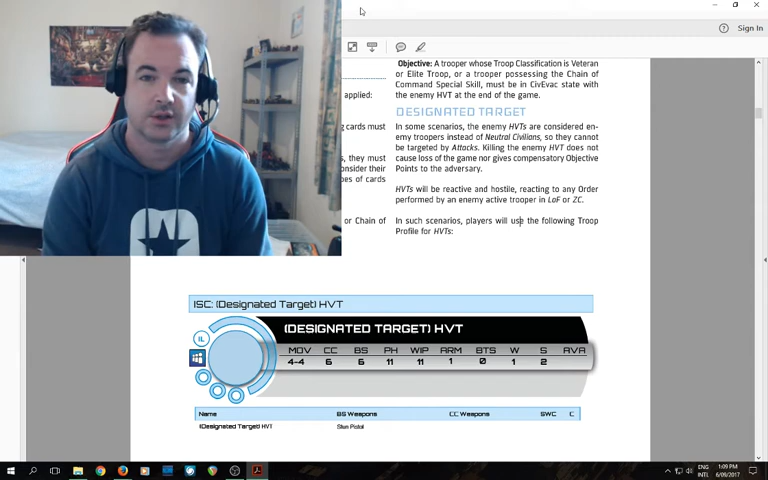 Sign In
Objective: A trooper whose Troop Classification is Veteran
or Elite Troop, or a trooper possessing the Chain of
Command Special Skill, must be in CivEvac state with
the enemy HVT at the end of the game.
applied:
g cards must
s, they must
onsider their
pes of cards
or Chain of
DESIGNATED TARGET
In some scenarios, the enemy HVTs are considered en-
emy troopers instead of Neutral Civilians, so they cannot
be targeted by Attacks. Killing the enemy HVT does not
cause loss of the game nor gives compensatory Objective
Points to the adversary.
HVTs will be reactive and hostile, reacting to any Order
performed by an enemy active trooper in LoF or ZC.
In such scenarios, players will use the following Troop
Profile for HVTs:
ISC: (Designated Target) HVT
(DESIGNATED TARGET) HVT
IL
MOV CC BS PH WIP ARM BTS W S AVA
4-4 6 6 11 11 1 0 1 2
Name BS Weapons CC Weapons SWC C
(Designated Target) HVT Stun Pistol
ENG 1:09 PM
INTL 6/09/2017